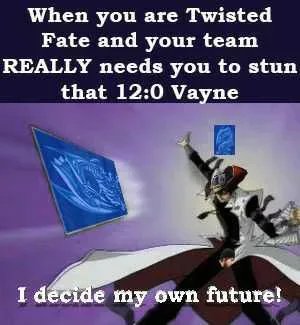 When you are Twisted
Fate and your team
REALLY needs you to stun
that 12:0 Vayne
I decide my own future!